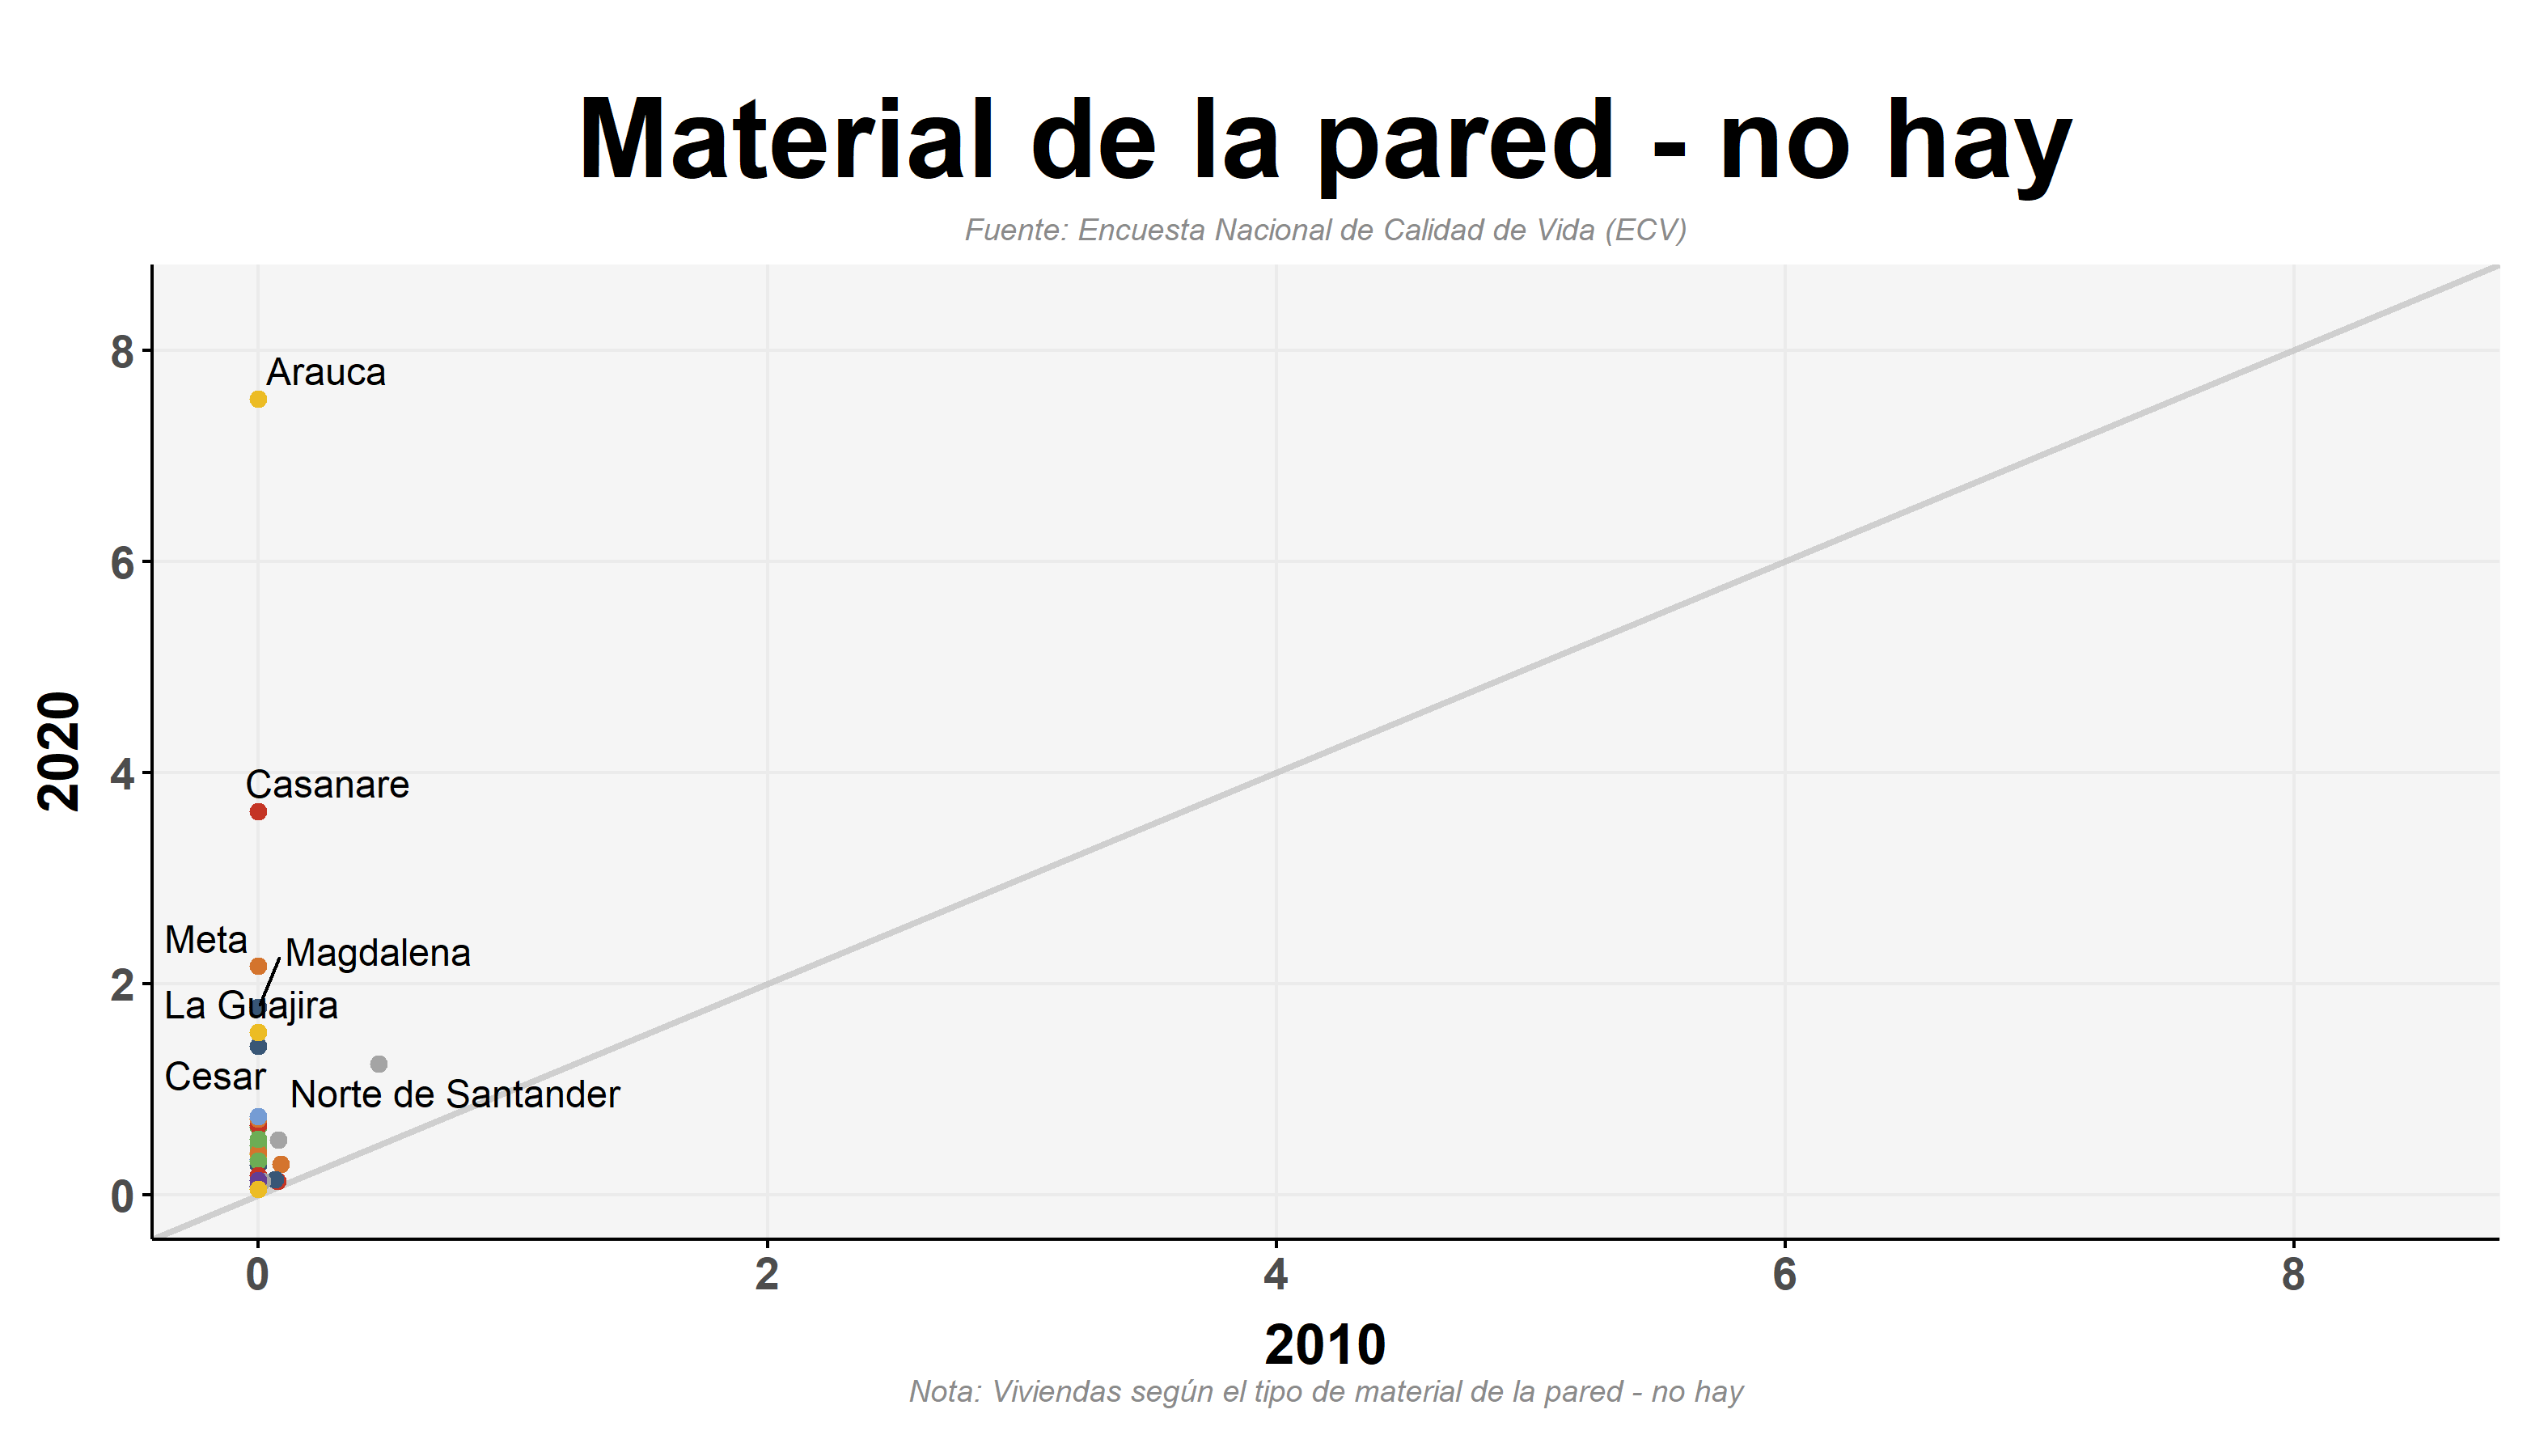 Material de la pared - no hay
Fuente: Encuesta Nacional de Calidad de Vida (ECV)
8
Arauca
6
2020
4
Casanare
Meta
Magdalena
2
La Guajira
Cesar
Norte de Santander
0
0 2 4 6 8
2010
Nota: Viviendas según el tipo de material de la pared - no hay